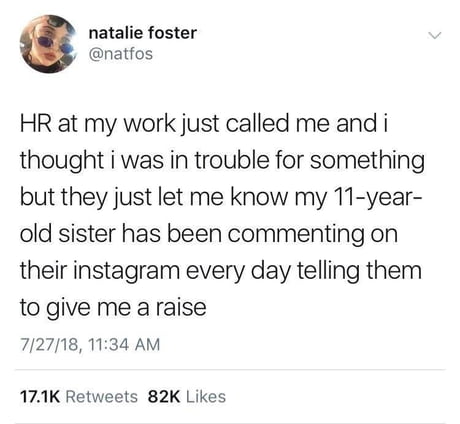 natalie foster
@natfos
HR at my work just called me and i
thought i was in trouble for something
but they just let me know my 11-year-
old sister has been commenting on
their instagram every day telling them
to give me a raise
7/27/18, 11:34 AM
17.1K Retweets 82K Likes